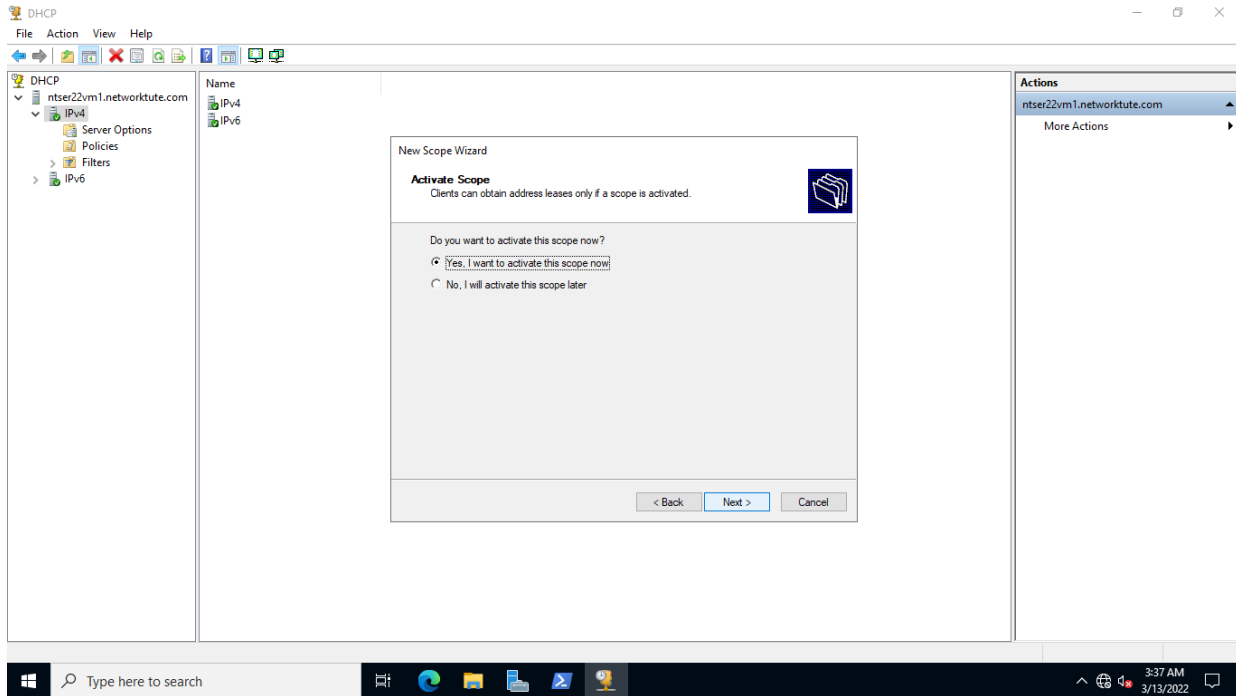 DHCP
File Action View Help
DHCP
ntser22vm1.networktute.com
IPv4
Server Options
Policies
Filters
IPv6
Name
IPv4
IPv6
New Scope Wizard
Activate Scope
Clients can obtain address leases only if a scope is activated.
Do you want to activate this scope now?
Yes, I want to activate this scope now
No, I will activate this scope later
< Back Next > Cancel
Actions
ntser22vm1.networktute.com
More Actions
Type here to search
3:37 AM
3/13/2022